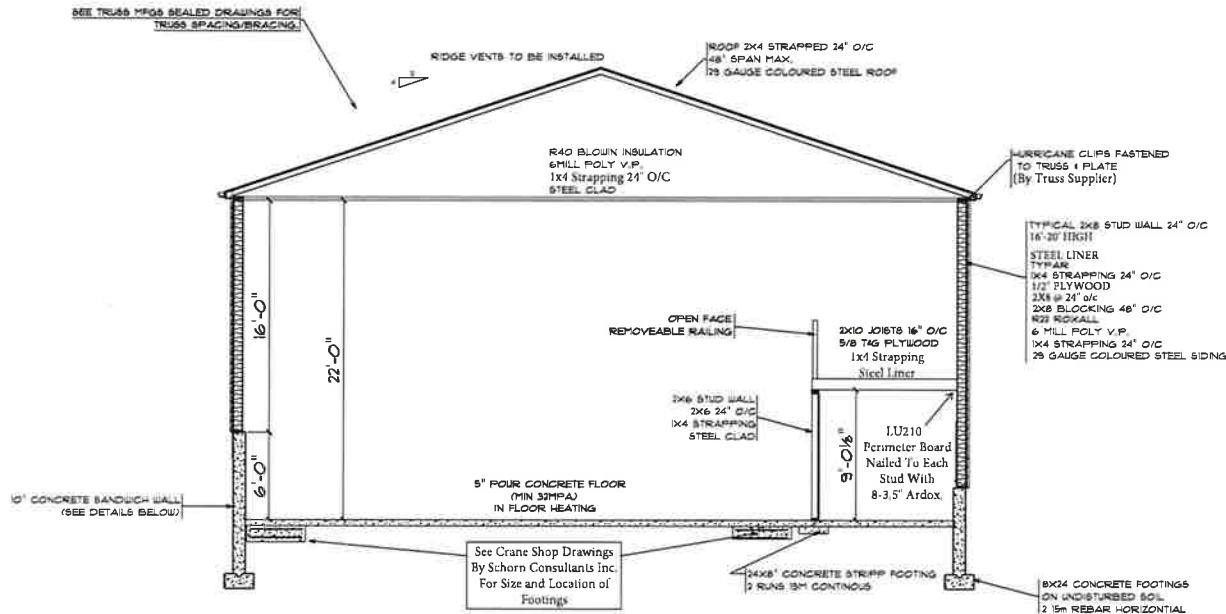 SEE TRUSS MFGS SEALED DRAWINGS FOR
TRUSS SPACING/BRACING.
RIDGE VENTS TO BE INSTALLED
4
ROOF 2X4 STRAPPED 24" O/C
48' SPAN MAX.
29 GAUGE COLOURED STEEL ROOF
R40 BLOWIN INSULATION
6MILL POLY V.P.
1x4 Strapping 24" O/C
STEEL CLAD
HURRICANE CLIPS FASTENED
TO TRUSS & PLATE
(By Truss Supplier)
TYPICAL 2X8 STUD WALL 24" O/C
16'-20' HIGH
STEEL LINER
TYPAR
1X4 STRAPPING 24" O/C
1/2" PLYWOOD
2X8 @ 24" o/c
2X8 BLOCKING 48" O/C
R22 ROXALL
6 MILL POLY V.P.
1X4 STRAPPING 24" O/C
29 GAUGE COLOURED STEEL SIDING
16'-0"
22'-0"
6'-0"
OPEN FACE
REMOVEABLE RAILING
2X10 JOISTS 16" O/C
5/8 T&G PLYWOOD
1x4 Strapping
Steel Liner
2X6 STUD WALL
2X6 24" O/C
1X4 STRAPPING
STEEL CLAD
9'-0 1/8"
LU210
Perimeter Board
Nailed To Each
Stud With
8-3.5" Ardox.
10" CONCRETE SANDWICH WALL
(SEE DETAILS BELOW)
5" POUR CONCRETE FLOOR
(MIN 32MPA)
IN FLOOR HEATING
See Crane Shop Drawings
By Schorn Consultants Inc.
For Size and Location of
Footings
24X8" CONCRETE STRIPP FOOTING
2 RUNS 15M CONTINOUS
8X24 CONCRETE FOOTINGS
ON UNDISTURBED SOIL
2 15m REBAR HORIZONTIAL